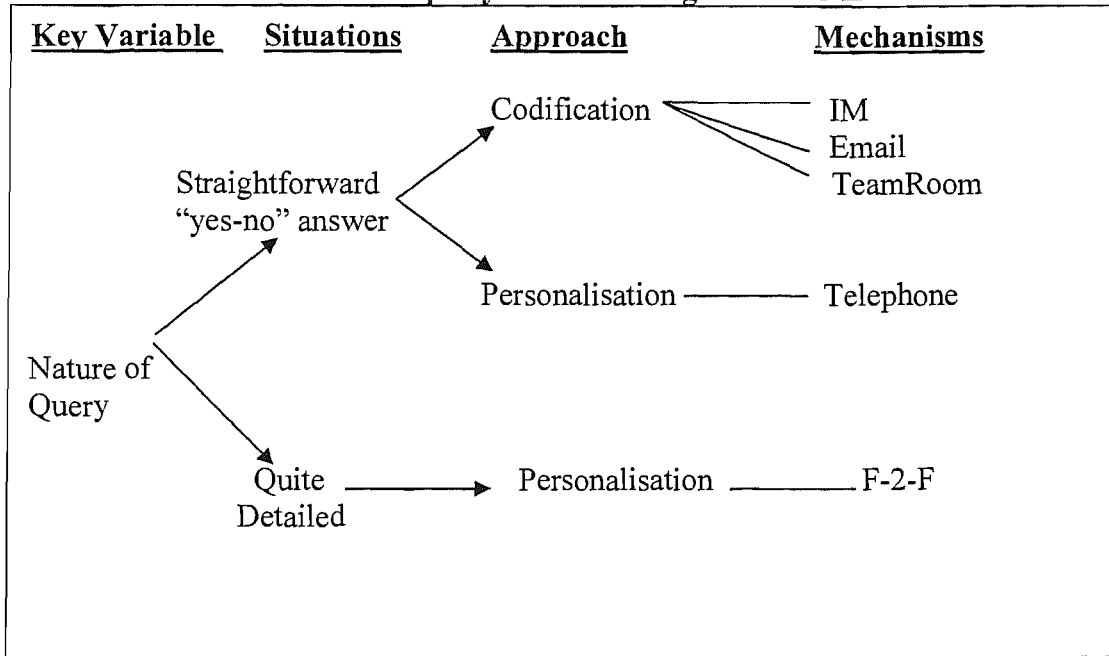 Key Variable Situations Approach Mechanisms
Codification IM
Email
Straightforward TeamRoom
“yes-no” answer
Personalisation Telephone
Nature of
Query
Quite Personalisation F-2-F
Detailed